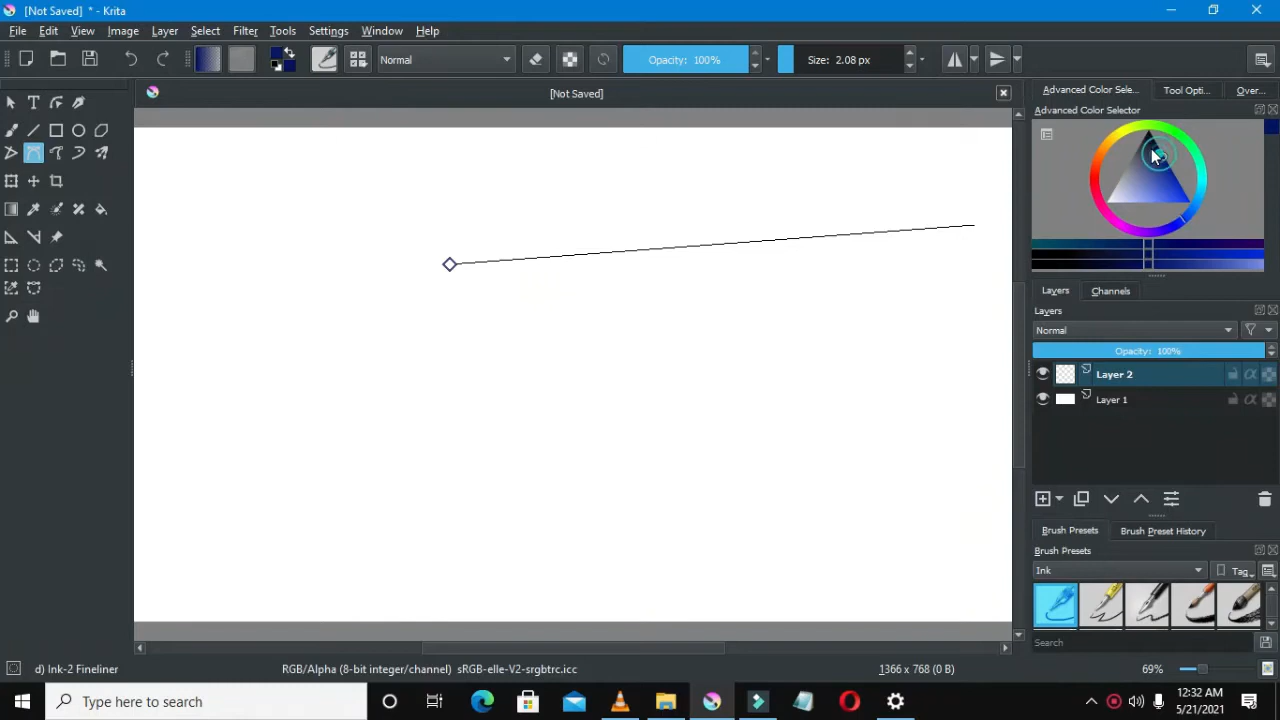 [Not Saved] * - Krita
File Edit View Image Layer Select Filter Tools Settings Window Help
Normal
Opacity: 100%
Size: 2.08 px
[Not Saved]
Advanced Color Sele...
Tool Opti...
Over...
Advanced Color Selector
Layers
Channels
Layers
Normal
Opacity: 100%
Layer 2
Layer 1
Brush Presets
Brush Preset History
Brush Presets
Ink
Tag
Search
d) Ink-2 Fineliner
RGB/Alpha (8-bit integer/channel) sRGB-elle-V2-srgbtrc.icc
1366 x 768 (0 B)
69%
Type here to search
12:32 AM
5/21/2021